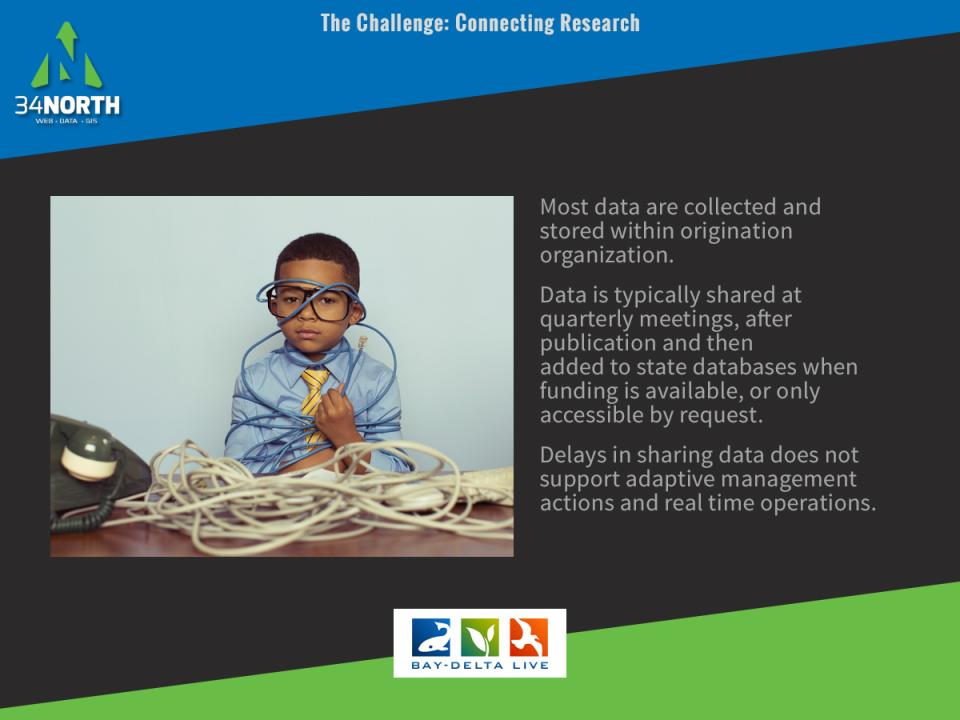 The Challenge: Connecting Research
34NORTH
WEB • DATA • GIS
Most data are collected and
stored within origination
organization.
Data is typically shared at
quarterly meetings, after
publication and then
added to state databases when
funding is available, or only
accessible by request.
Delays in sharing data does not
support adaptive management
actions and real time operations.
BAY-DELTA LIVE